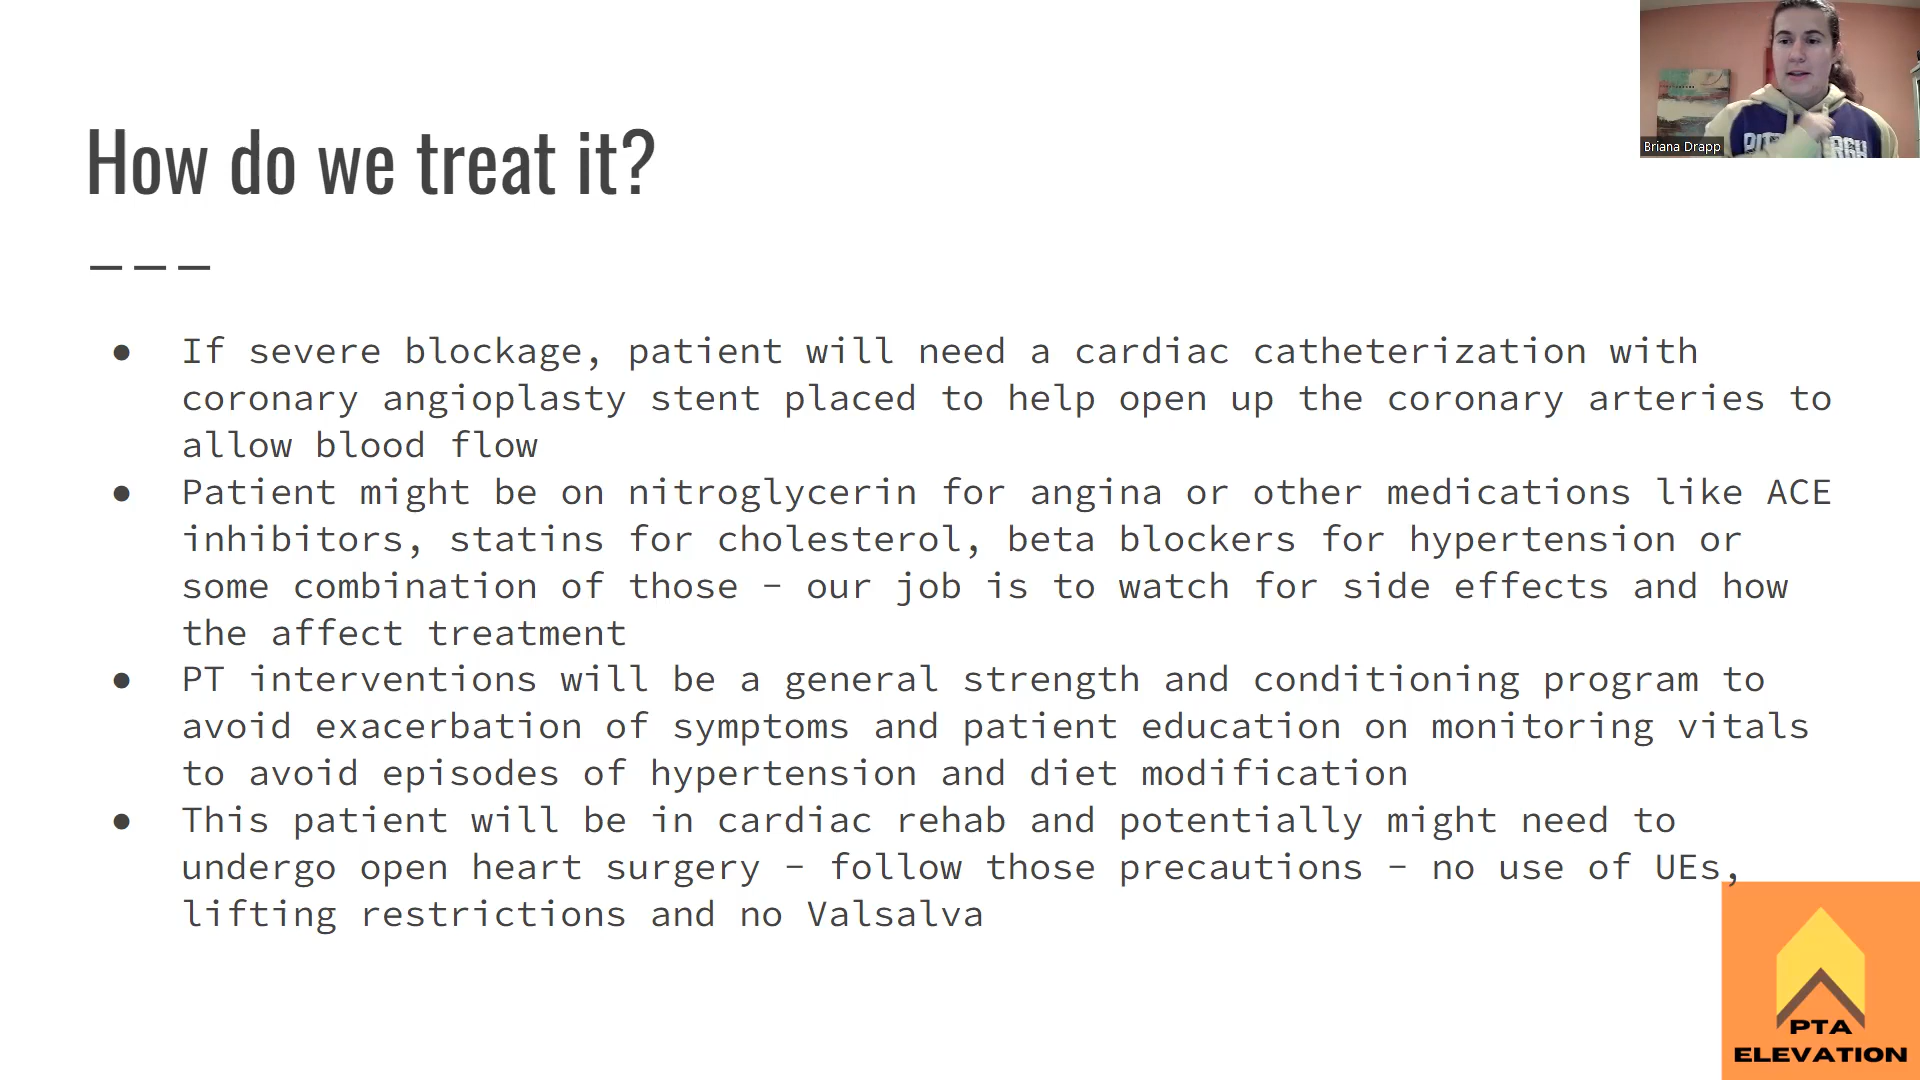 How do we treat it?
● If severe blockage, patient will need a cardiac catheterization with
coronary angioplasty stent placed to help open up the coronary arteries to
allow blood flow
● Patient might be on nitroglycerin for angina or other medications like ACE
inhibitors, statins for cholesterol, beta blockers for hypertension or
some combination of those – our job is to watch for side effects and how
the affect treatment
● PT interventions will be a general strength and conditioning program to
avoid exacerbation of symptoms and patient education on monitoring vitals
to avoid episodes of hypertension and diet modification
● This patient will be in cardiac rehab and potentially might need to
undergo open heart surgery – follow those precautions – no use of UEs,
lifting restrictions and no Valsalva
Briana Drapp
PTA
ELEVATION